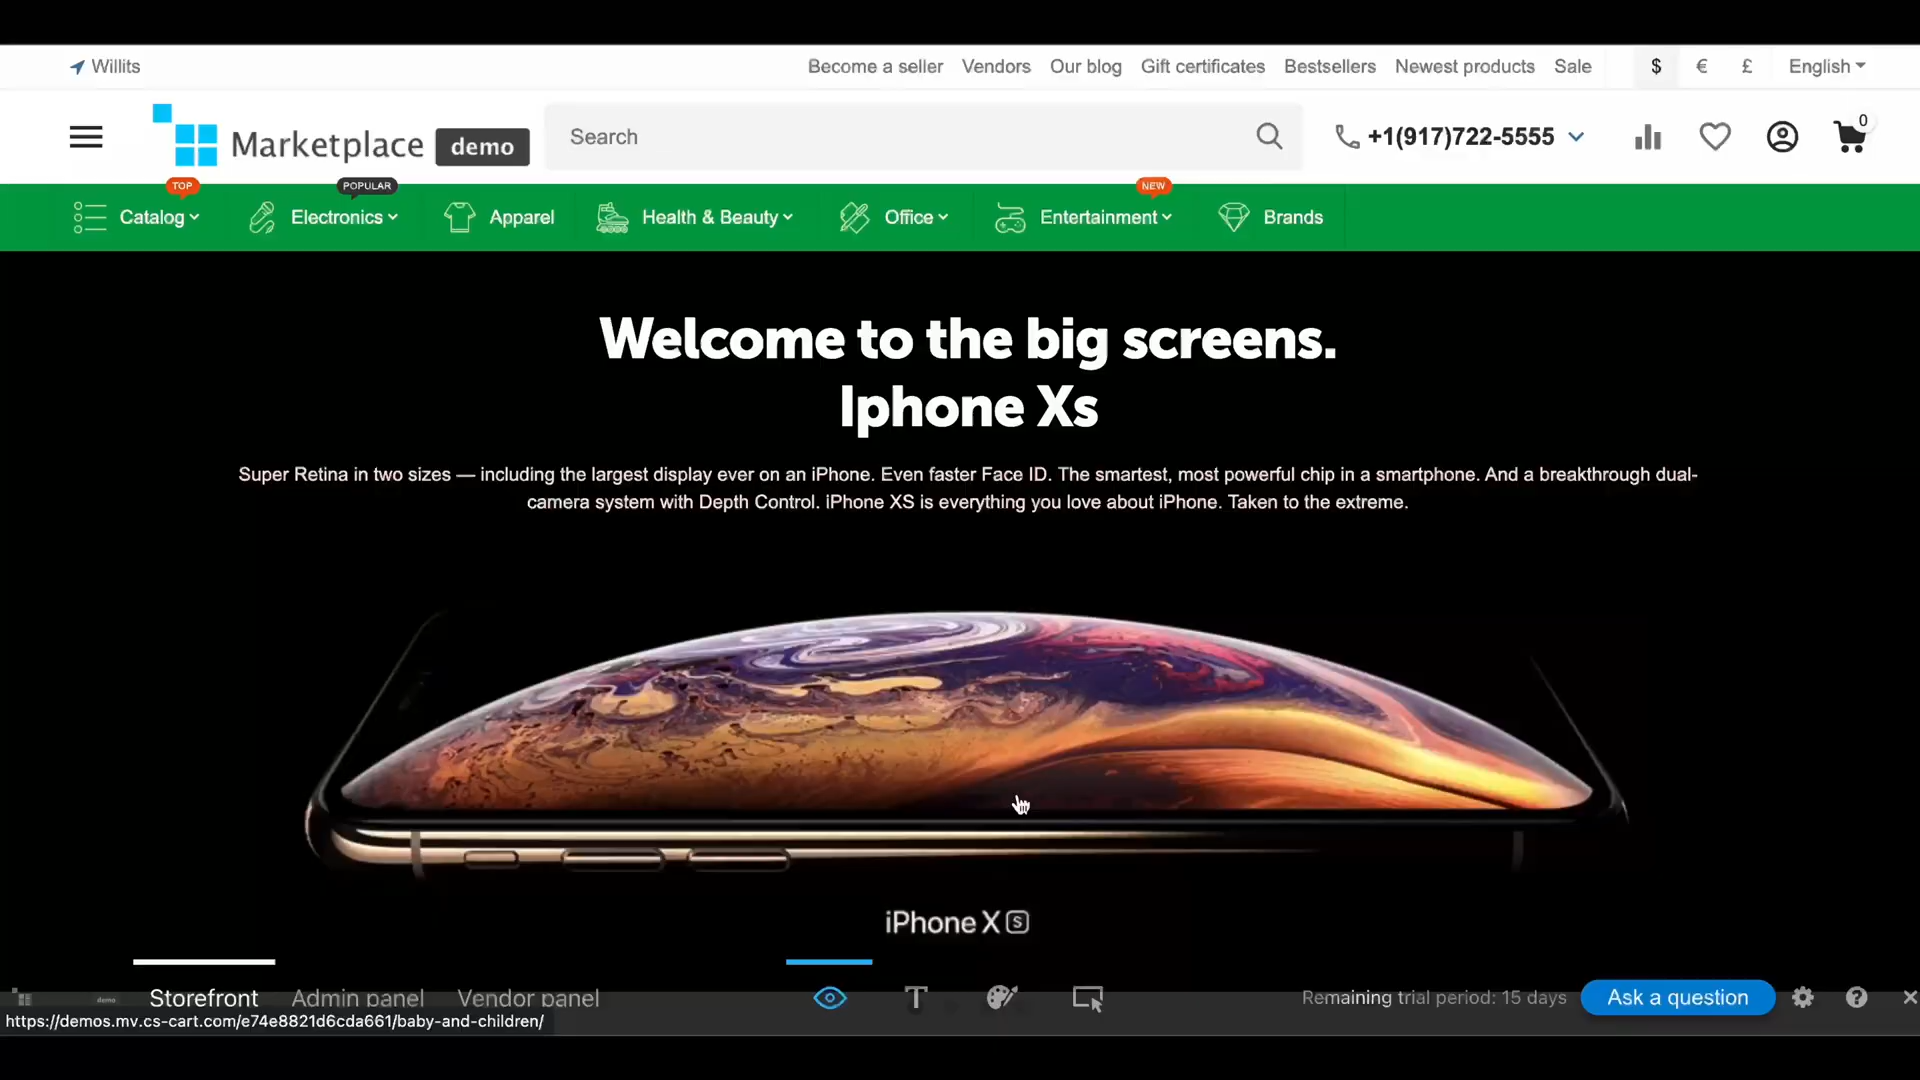 Willits
Become a seller Vendors Our blog Gift certificates Bestsellers Newest products Sale $ € £ English
Marketplace demo
Search
+1(917)722-5555
0
TOP
POPULAR
NEW
Catalog Electronics Apparel Health & Beauty Office Entertainment Brands
Welcome to the big screens.
Iphone Xs
Super Retina in two sizes — including the largest display ever on an iPhone. Even faster Face ID. The smartest, most powerful chip in a smartphone. And a breakthrough dual-
camera system with Depth Control. iPhone XS is everything you love about iPhone. Taken to the extreme.
iPhone X S
demo Storefront Admin panel Vendor panel T Remaining trial period: 15 days Ask a question ?
https://demos.mv.cs-cart.com/e74e8821d6cda661/baby-and-children/